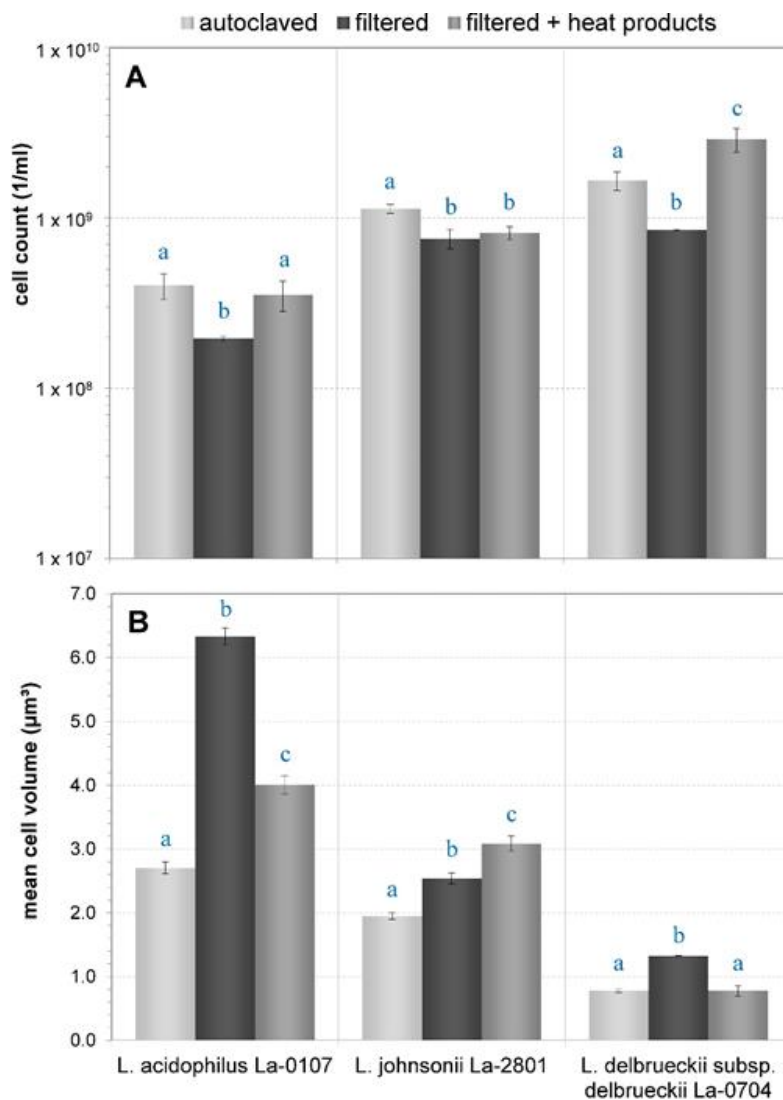 autoclaved filtered filtered + heat products
A
cell count (1/ml)
1 x 10¹⁰
1 x 10⁹
1 x 10⁸
1 x 10⁷
a b a
a b b
a b c
B
mean cell volume (µm³)
7.0
6.0
5.0
4.0
3.0
2.0
1.0
0.0
a b c
a b c
a b a
L. acidophilus La-0107
L. johnsonii La-2801
L. delbrueckii subsp.
delbrueckii La-0704